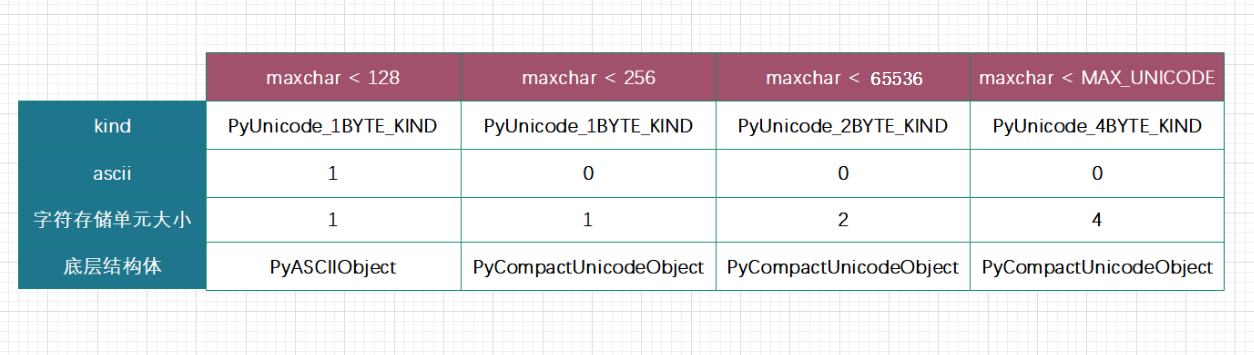 maxchar < 128 maxchar < 256 maxchar < 65536 maxchar < MAX_UNICODE
kind PyUnicode_1BYTE_KIND PyUnicode_1BYTE_KIND PyUnicode_2BYTE_KIND PyUnicode_4BYTE_KIND
ascii 1 0 0 0
字符存储单元大小 1 1 2 4
底层结构体 PyASCIIObject PyCompactUnicodeObject PyCompactUnicodeObject PyCompactUnicodeObject